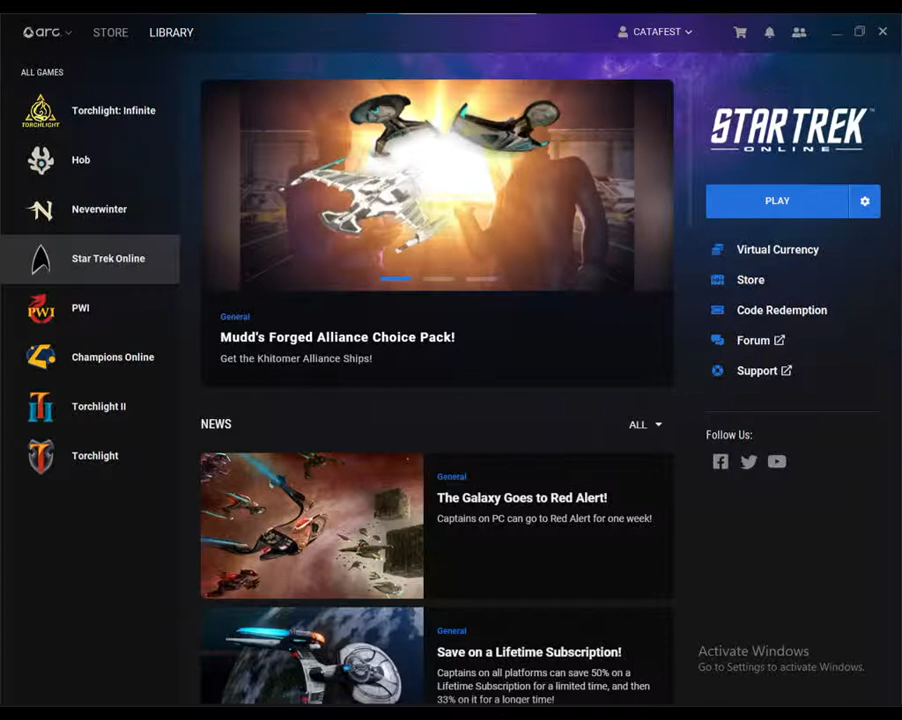 arc
STORE
LIBRARY
CATAFEST
ALL GAMES
TORCHLIGHT
Torchlight: Infinite
Hob
Neverwinter
Star Trek Online
PWI
PWI
Champions Online
Torchlight II
Torchlight
General
Mudd's Forged Alliance Choice Pack!
Get the Khitomer Alliance Ships!
NEWS
ALL
General
The Galaxy Goes to Red Alert!
Captains on PC can go to Red Alert for one week!
General
Save on a Lifetime Subscription!
Captains on all platforms can save 50% on a
Lifetime Subscription for a limited time, and then
33% on it for a longer time!
STAR TREK™
ONLINE
PLAY
Virtual Currency
Store
Code Redemption
Forum
Support
Follow Us:
Activate Windows
Go to Settings to activate Windows.